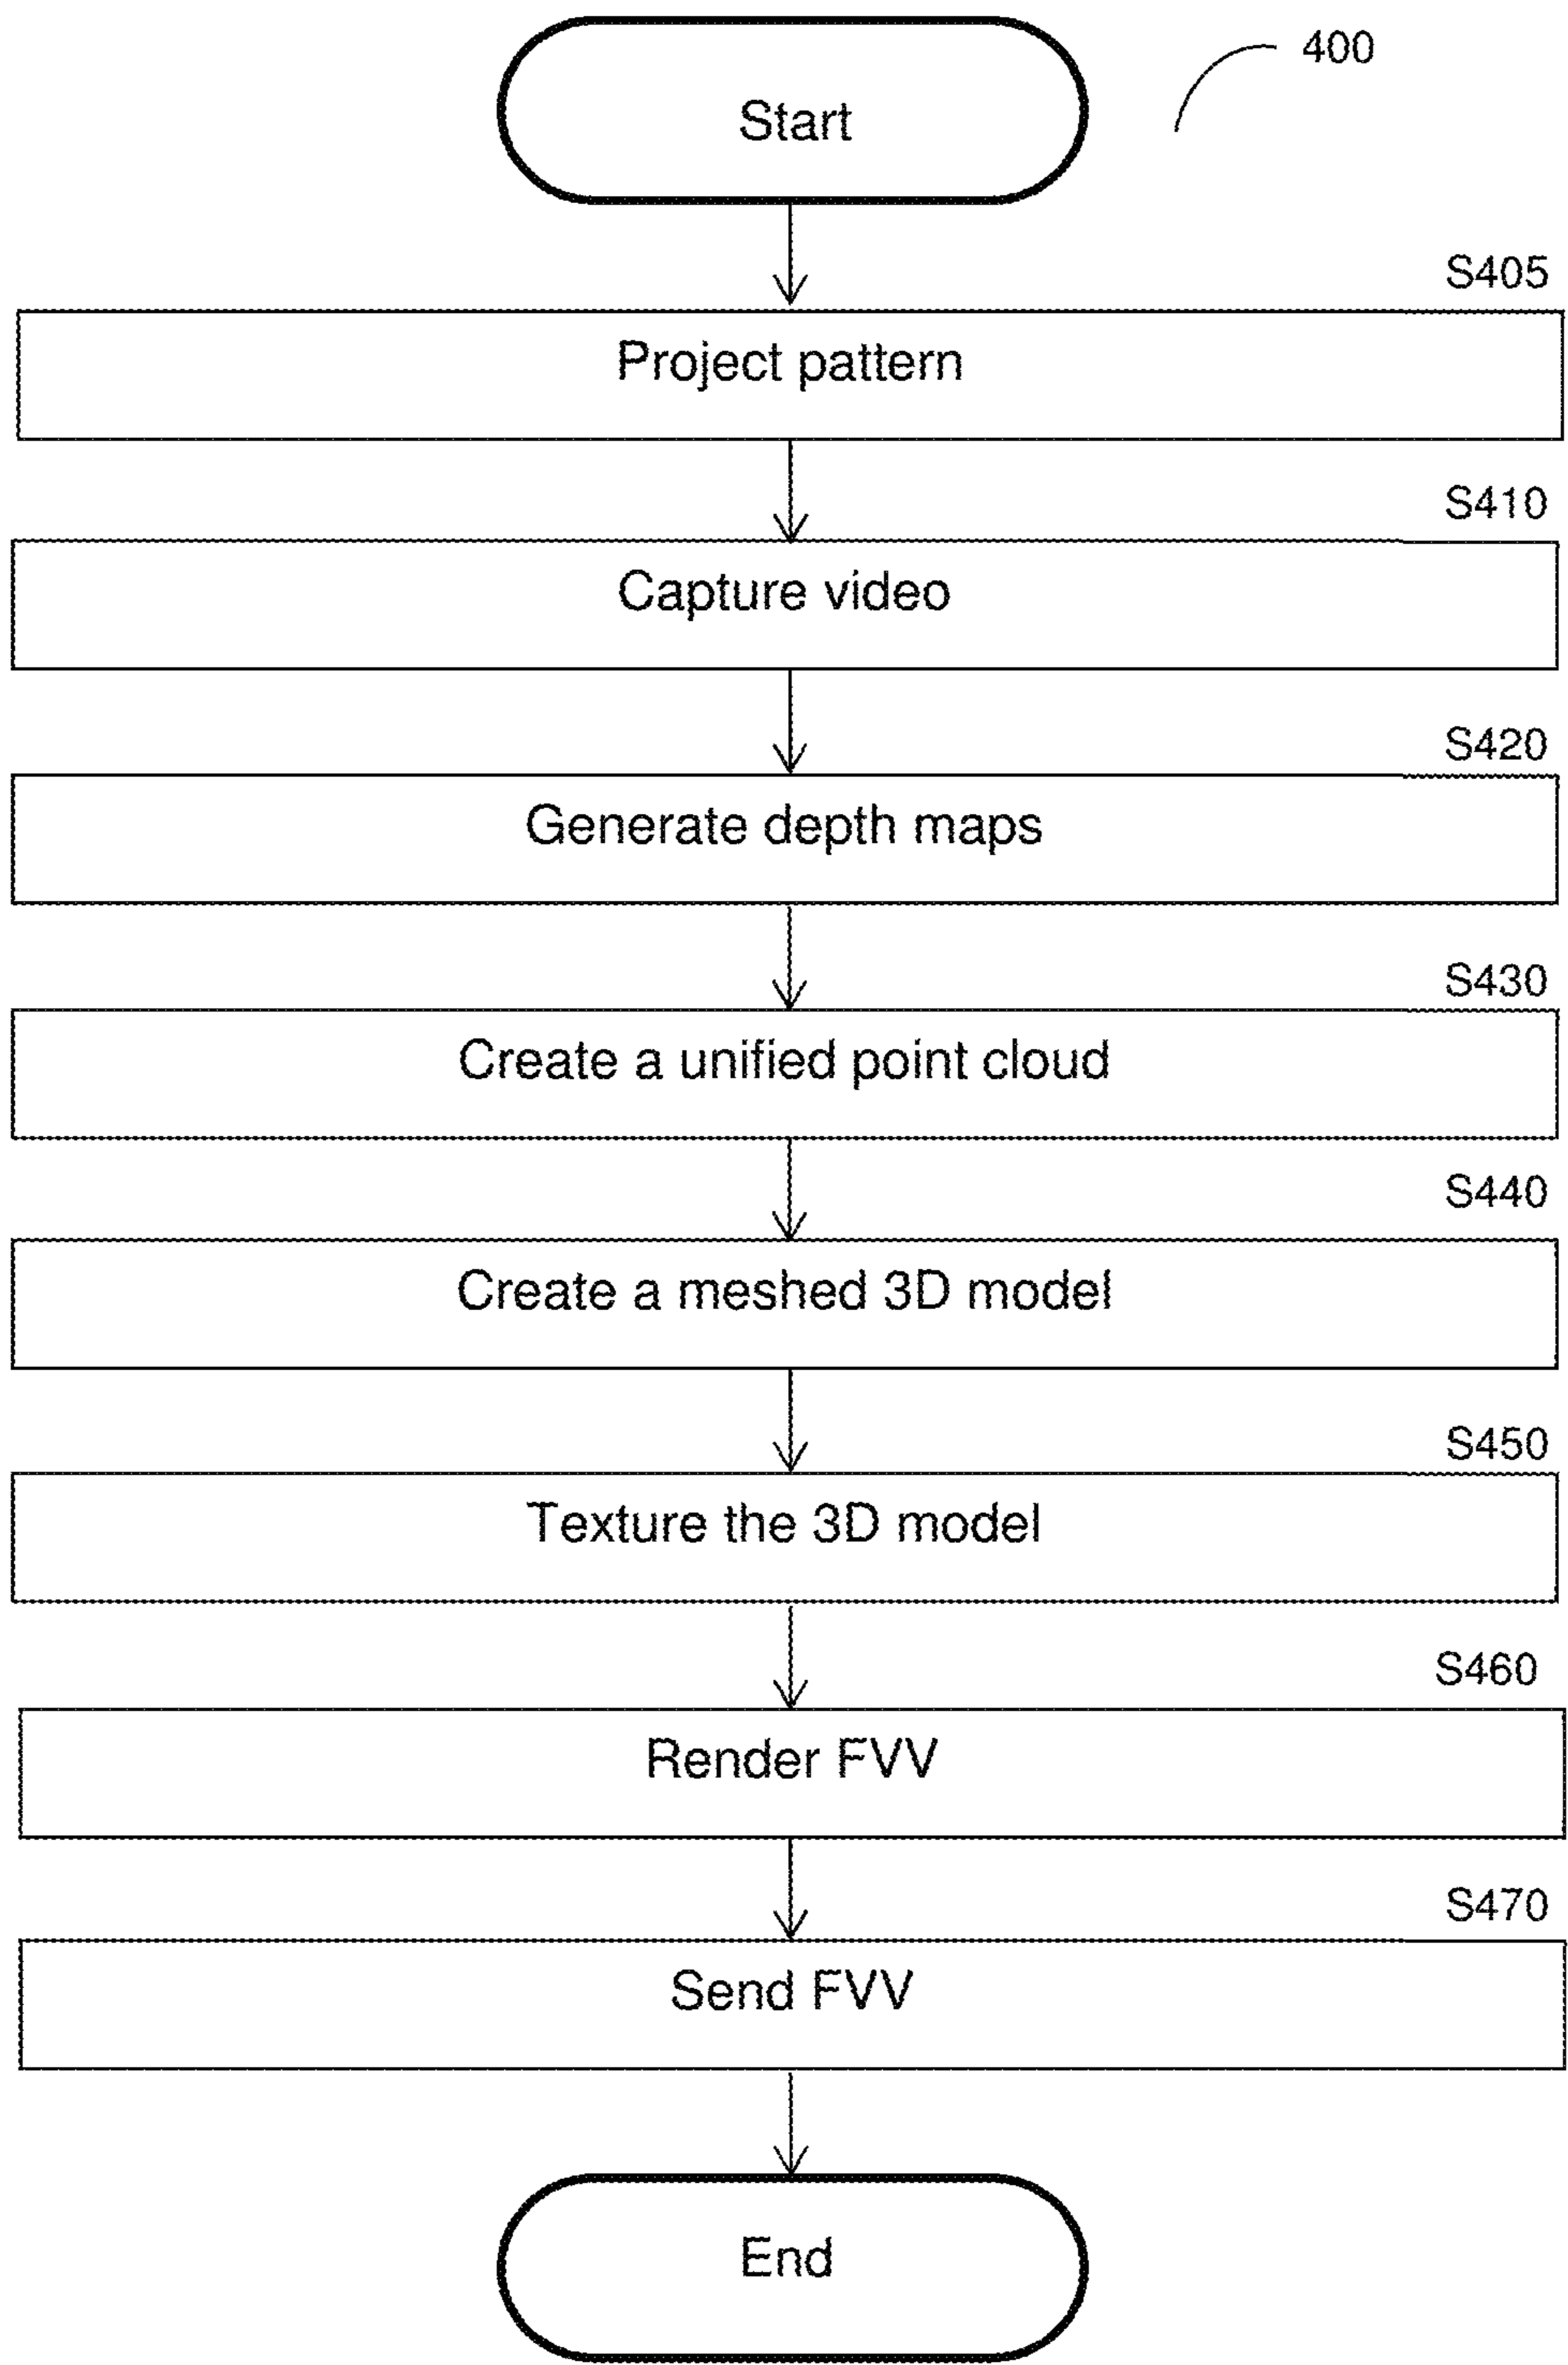 400
Start
S405
Project pattern
S410
Capture video
S420
Generate depth maps
S430
Create a unified point cloud
S440
Create a meshed 3D model
S450
Texture the 3D model
S460
Render FVV
S470
Send FVV
End